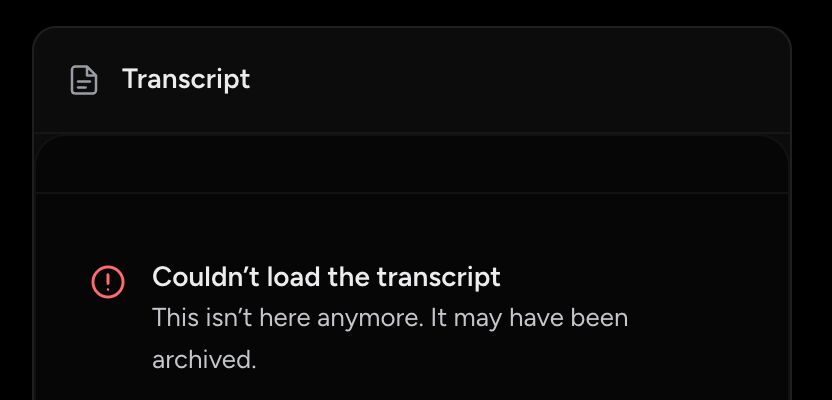 Transcript
Couldn’t load the transcript
This isn’t here anymore. It may have been
archived.